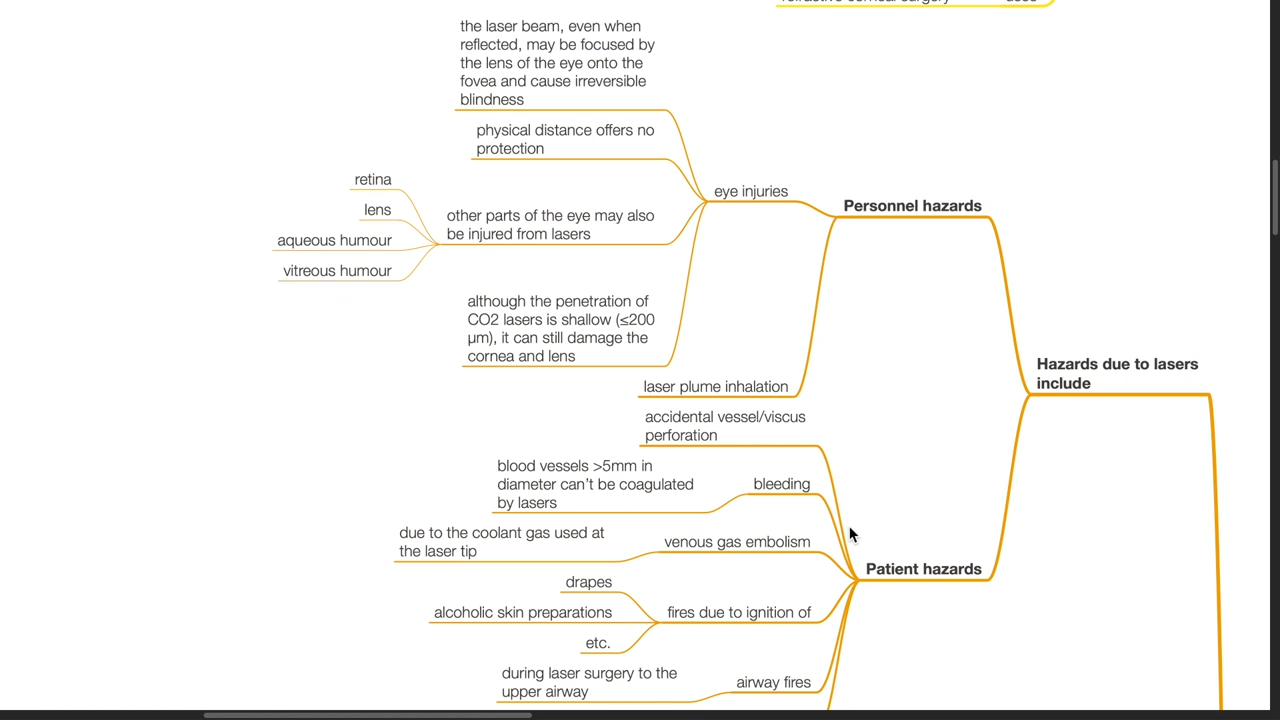 the laser beam, even when
reflected, may be focused by
the lens of the eye onto the
fovea and cause irreversible
blindness
physical distance offers no
protection
retina
lens
aqueous humour
vitreous humour
other parts of the eye may also
be injured from lasers
although the penetration of
CO2 lasers is shallow (≤200
μm), it can still damage the
cornea and lens
eye injuries
laser plume inhalation
Personnel hazards
Hazards due to lasers
include
accidental vessel/viscus
perforation
blood vessels >5mm in
diameter can't be coagulated
by lasers
bleeding
due to the coolant gas used at
the laser tip
venous gas embolism
drapes
alcoholic skin preparations
etc.
fires due to ignition of
during laser surgery to the
upper airway
airway fires
Patient hazards